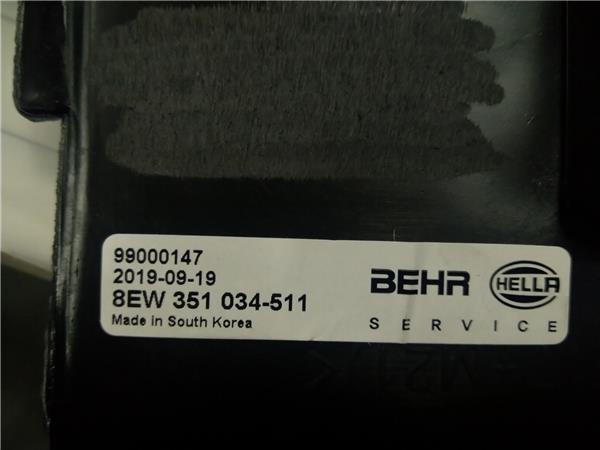 99000147
2019-09-19
8EW 351 034-511
Made in South Korea
BEHR HELLA
SERVICE